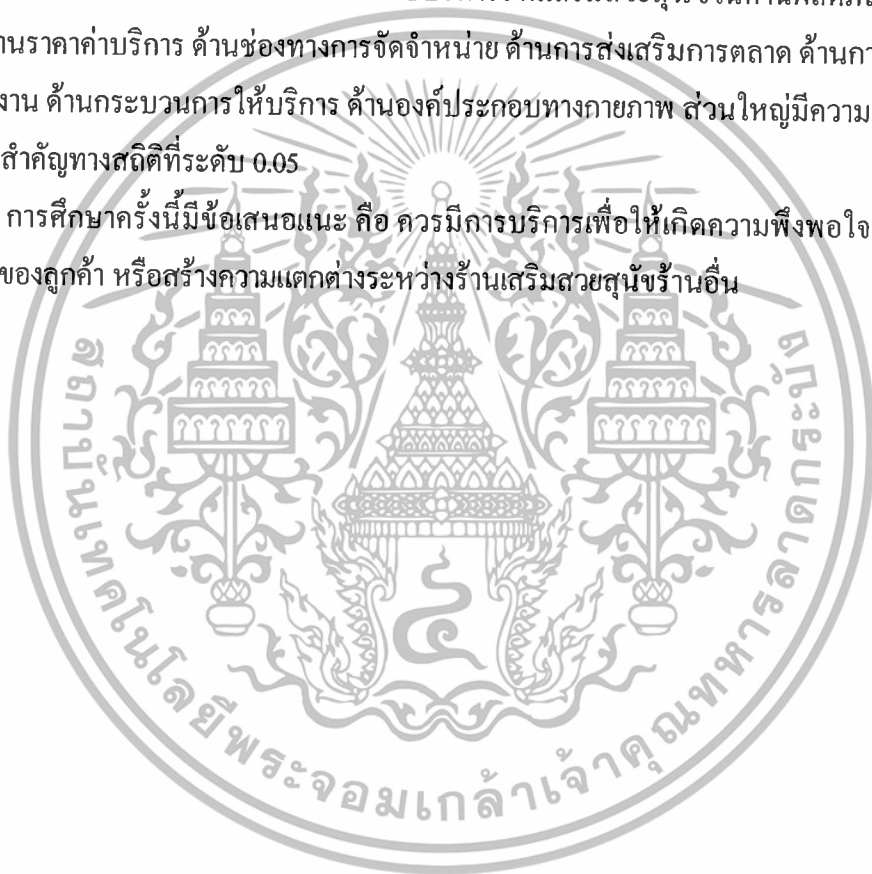 านราคาค่าบริการ ด้านช่องทางการจัดจำหน่าย ด้านการส่งเสริมการตลาด ด้านกา
งาน ด้านกระบวนการให้บริการ ด้านองค์ประกอบทางกายภาพ ส่วนใหญ่มีความ
สำคัญทางสถิติที่ระดับ 0.05
การศึกษาครั้งนี้มีข้อเสนอแนะ คือ ควรมีการบริการเพื่อให้เกิดความพึงพอใจ
ของลูกค้า หรือสร้างความแตกต่างระหว่างร้านเสริมสวยสุนัขร้านอื่น
สถาบันเทคโนโลยีพระจอมเกล้าเจ้าคุณทหารลาดกระบัง
๔